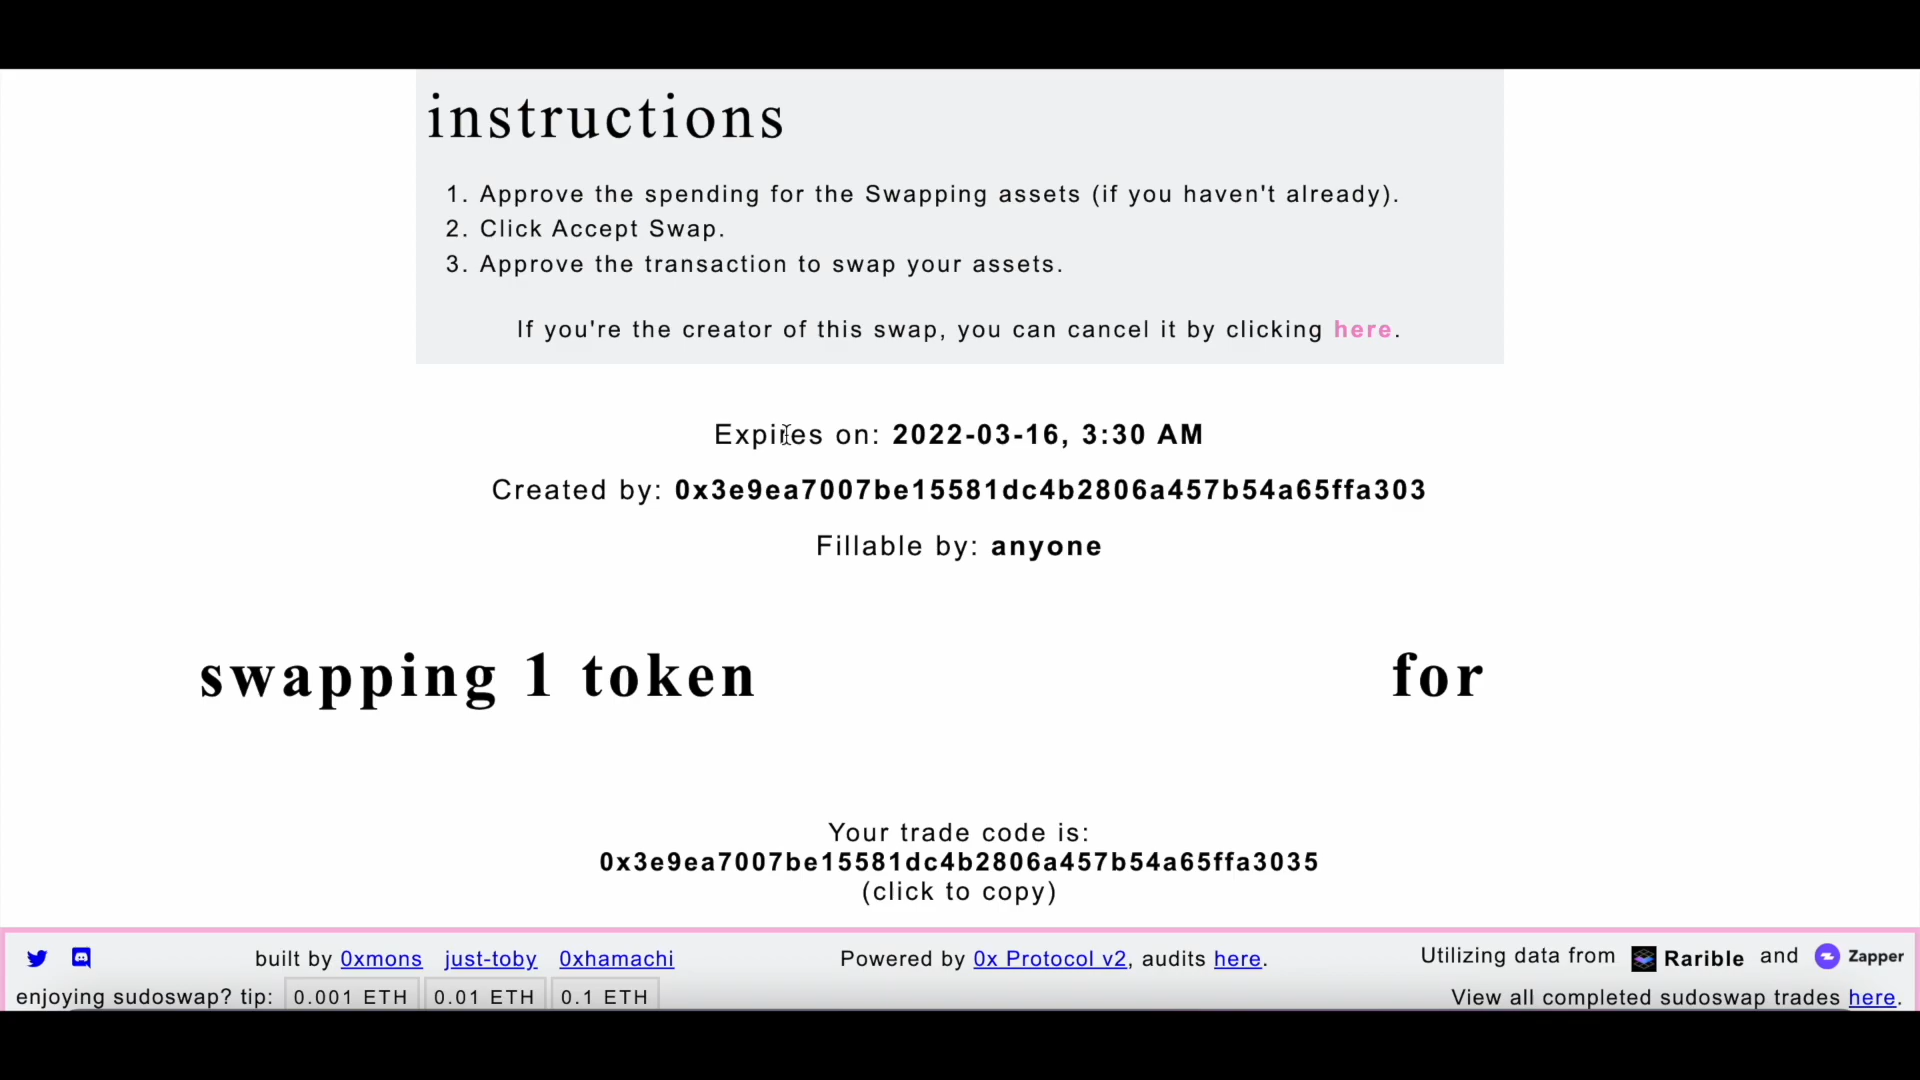 instructions
1. Approve the spending for the Swapping assets (if you haven't already).
2. Click Accept Swap.
3. Approve the transaction to swap your assets.
If you're the creator of this swap, you can cancel it by clicking here.
Expires on: 2022-03-16, 3:30 AM
Created by: 0x3e9ea7007be15581dc4b2806a457b54a65ffa303
Fillable by: anyone
swapping 1 token for
Your trade code is:
0x3e9ea7007be15581dc4b2806a457b54a65ffa3035
(click to copy)
built by 0xmons just-toby 0xhamachi Powered by 0x Protocol v2, audits here. Utilizing data from Rarible and Zapper
enjoying sudoswap? tip: 0.001 ETH 0.01 ETH 0.1 ETH View all completed sudoswap trades here.